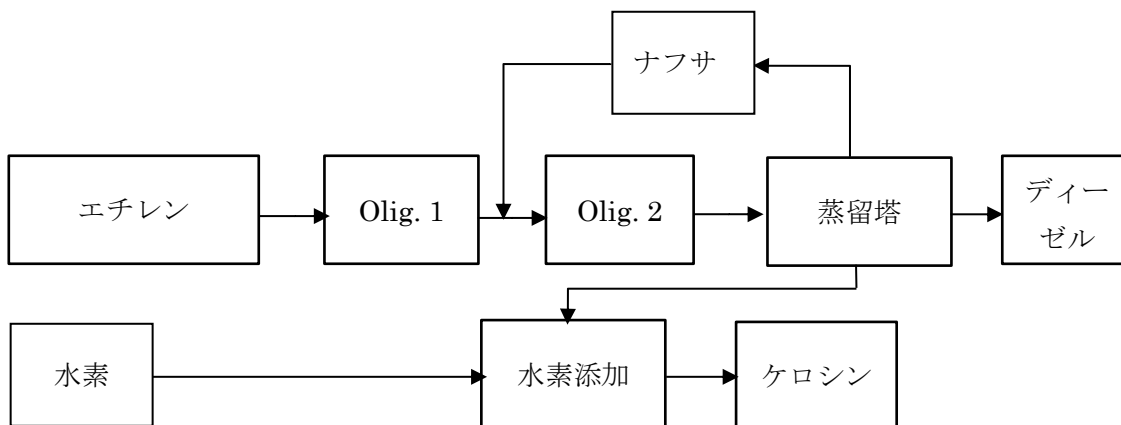 ナフサ
エチレン
Olig. 1
Olig. 2
蒸留塔
ディー
ゼル
水素
水素添加
ケロシン